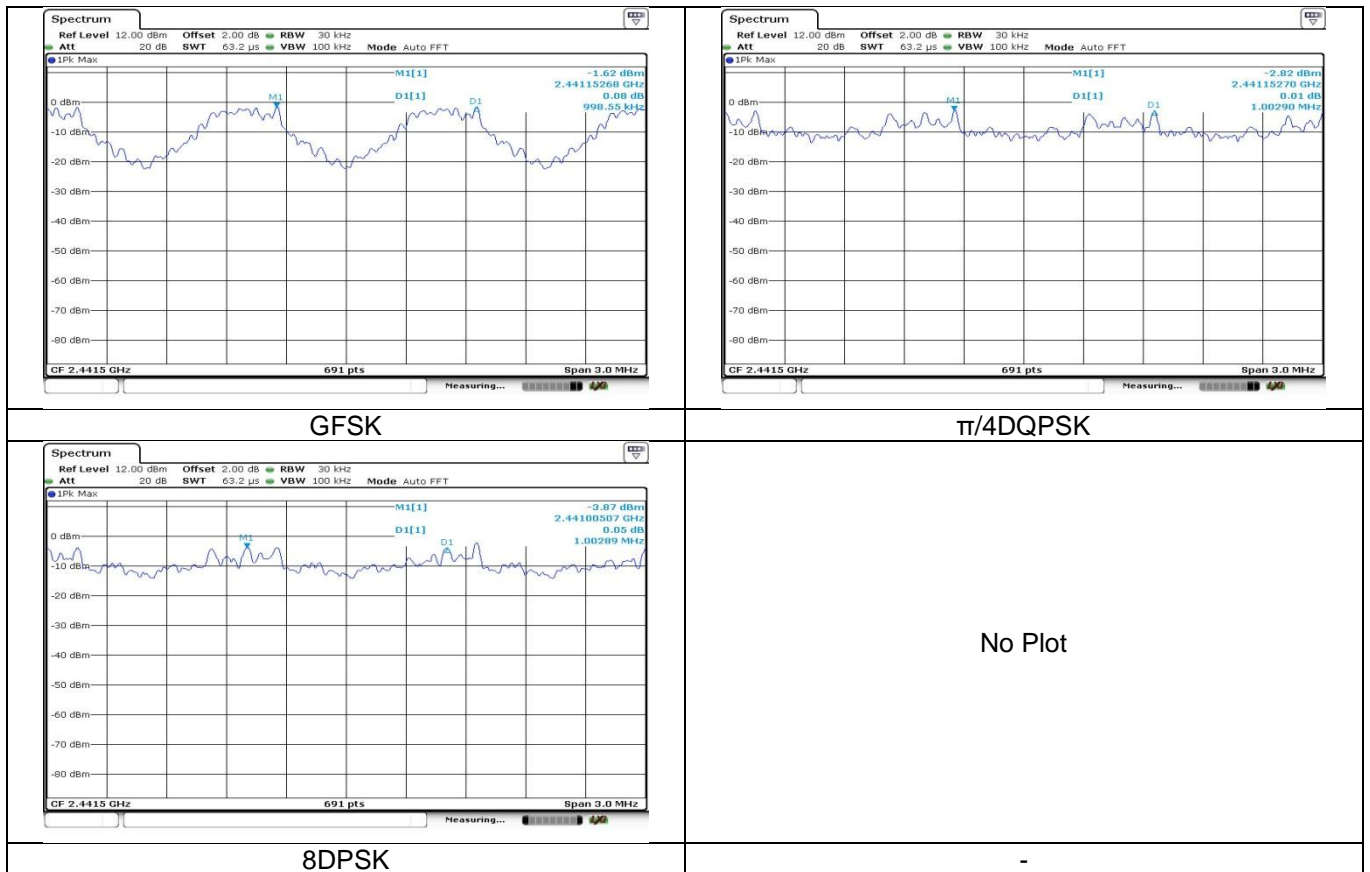 Spectrum
Ref Level 12.00 dBm Offset 2.00 dB RBW 30 kHz
Att 20 dB SWT 63.2 µs VBW 100 kHz Mode Auto FFT
1Pk Max
M1[1] -1.62 dBm
2.44115268 GHz
D1[1] 0.08 dB
998.55 kHz
M1
D1
0 dBm
-10 dBm
-20 dBm
-30 dBm
-40 dBm
-50 dBm
-60 dBm
-70 dBm
-80 dBm
CF 2.4415 GHz 691 pts Span 3.0 MHz
Measuring...
GFSK
Spectrum
Ref Level 12.00 dBm Offset 2.00 dB RBW 30 kHz
Att 20 dB SWT 63.2 µs VBW 100 kHz Mode Auto FFT
1Pk Max
M1[1] -2.82 dBm
2.44115270 GHz
D1[1] 0.01 dB
1.00290 MHz
M1
D1
0 dBm
-10 dBm
-20 dBm
-30 dBm
-40 dBm
-50 dBm
-60 dBm
-70 dBm
-80 dBm
CF 2.4415 GHz 691 pts Span 3.0 MHz
Measuring...
π/4DQPSK
Spectrum
Ref Level 12.00 dBm Offset 2.00 dB RBW 30 kHz
Att 20 dB SWT 63.2 µs VBW 100 kHz Mode Auto FFT
1Pk Max
M1[1] -3.87 dBm
2.44100507 GHz
D1[1] 0.05 dB
1.00289 MHz
M1
D1
0 dBm
-10 dBm
-20 dBm
-30 dBm
-40 dBm
-50 dBm
-60 dBm
-70 dBm
-80 dBm
CF 2.4415 GHz 691 pts Span 3.0 MHz
Measuring...
8DPSK
No Plot
-